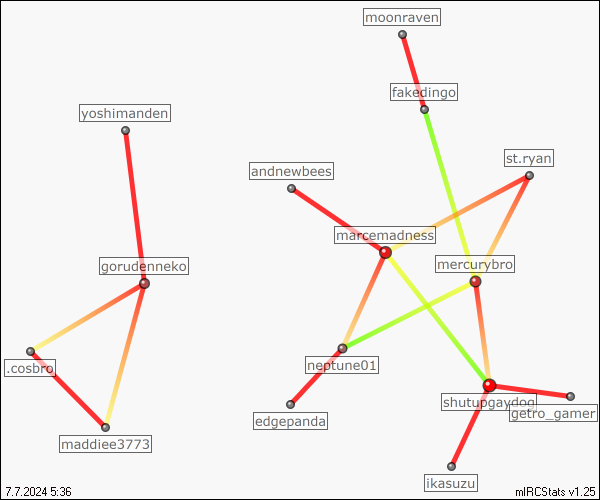 moonraven
fakedingo
yoshimanden
st.ryan
andnewbees
marcemadness
gorudenneko
mercurybro
neptune01
.cosbro
shutupgaydog
getro_gamer
edgepanda
maddiee3773
ikasuzu
7.7.2024 5:36
mIRCStats v1.25